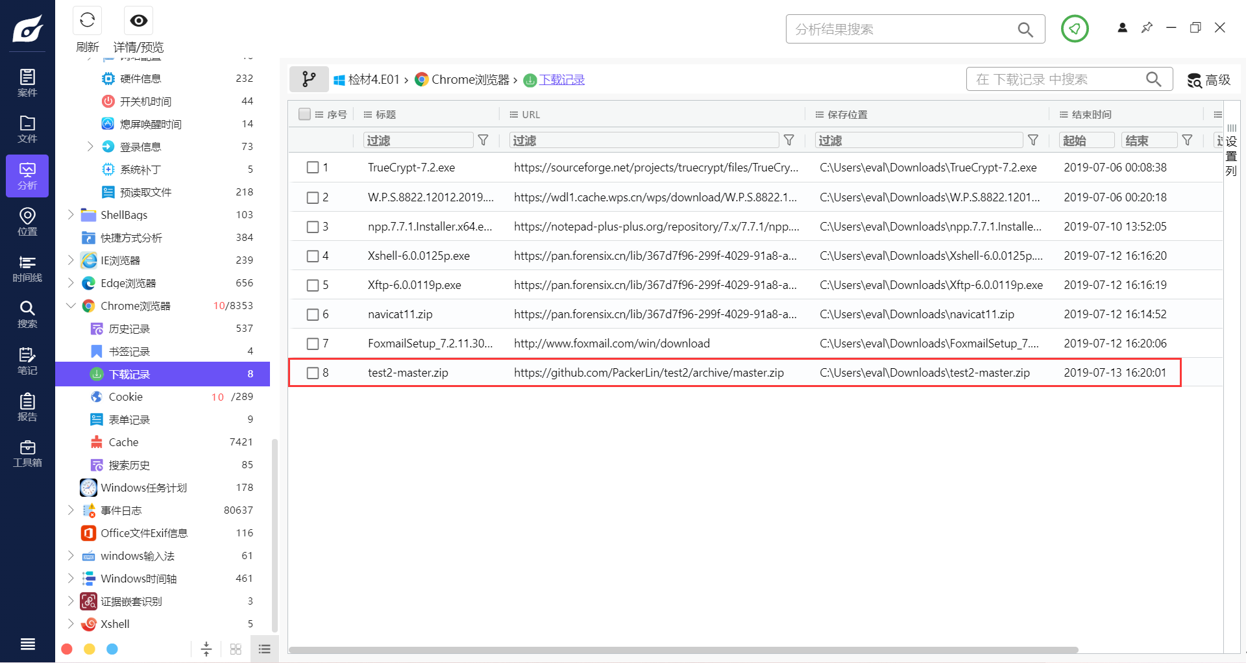 刷新
详情/预览
分析结果搜索
案件
文件
分析
位置
时间线
搜索
笔记
报告
工具箱
硬件信息 232
开关机时间 44
熄屏唤醒时间 14
登录信息 73
系统补丁 5
预读取文件 218
ShellBags 103
快捷方式分析 384
IE浏览器 239
Edge浏览器 656
Chrome浏览器 10/8353
历史记录 537
书签记录 4
下载记录 8
Cookie 10 /289
表单记录 9
Cache 7421
搜索历史 85
Windows任务计划 178
事件日志 80637
Office文件Exif信息 116
windows输入法 61
Windows时间轴 461
证据嵌套识别 3
Xshell 5
检材4.E01 › Chrome浏览器 › 下载记录
在 下载记录 中搜索
高级
序号 标题 URL 保存位置 结束时间
过滤 过滤 过滤 起始 结束
设置列
1 TrueCrypt-7.2.exe https://sourceforge.net/projects/truecrypt/files/TrueCry... C:\Users\eval\Downloads\TrueCrypt-7.2.exe 2019-07-06 00:08:38
2 W.P.S.8822.12012.2019.... https://wdl1.cache.wps.cn/wps/download/W.P.S.8822.1... C:\Users\eval\Downloads\W.P.S.8822.1201... 2019-07-06 00:20:18
3 npp.7.7.1.Installer.x64.e... https://notepad-plus-plus.org/repository/7.x/7.7.1/npp.... C:\Users\eval\Downloads\npp.7.7.1.Installe... 2019-07-10 13:52:05
4 Xshell-6.0.0125p.exe https://pan.forensix.cn/lib/367d7f96-299f-4029-91a8-a... C:\Users\eval\Downloads\Xshell-6.0.0125p.... 2019-07-12 16:16:20
5 Xftp-6.0.0119p.exe https://pan.forensix.cn/lib/367d7f96-299f-4029-91a8-a... C:\Users\eval\Downloads\Xftp-6.0.0119p.exe 2019-07-12 16:16:19
6 navicat11.zip https://pan.forensix.cn/lib/367d7f96-299f-4029-91a8-a... C:\Users\eval\Downloads\navicat11.zip 2019-07-12 16:14:52
7 FoxmailSetup_7.2.11.30... http://www.foxmail.com/win/download C:\Users\eval\Downloads\FoxmailSetup_7.... 2019-07-12 16:20:06
8 test2-master.zip https://github.com/PackerLin/test2/archive/master.zip C:\Users\eval\Downloads\test2-master.zip 2019-07-13 16:20:01